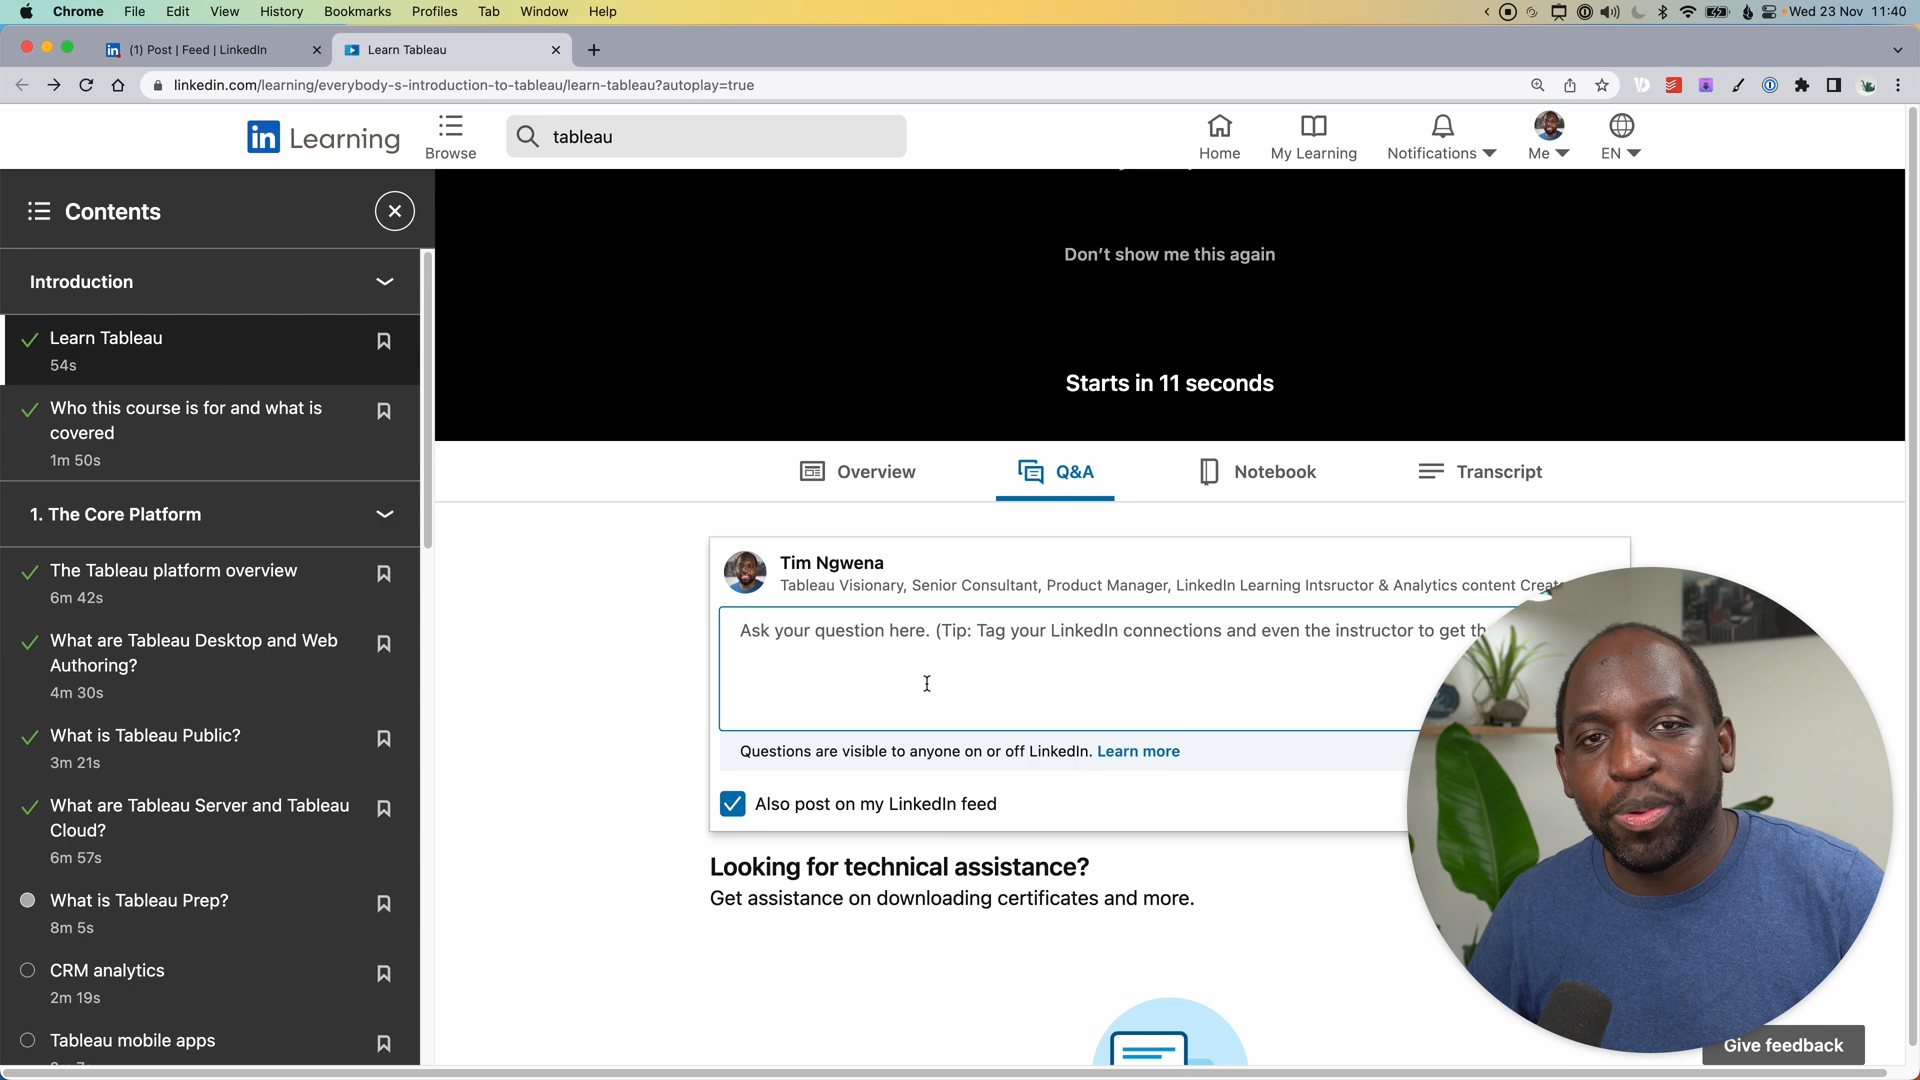 Chrome File Edit View History Bookmarks Profiles Tab Window Help
Wed 23 Nov 11:40
(1) Post | Feed | LinkedIn
Learn Tableau
linkedin.com/learning/everybody-s-introduction-to-tableau/learn-tableau?autoplay=true
in Learning
Browse
tableau
Home
My Learning
Notifications
Me
EN
Contents
Introduction
Learn Tableau
54s
Who this course is for and what is
covered
1m 50s
1. The Core Platform
The Tableau platform overview
6m 42s
What are Tableau Desktop and Web
Authoring?
4m 30s
What is Tableau Public?
3m 21s
What are Tableau Server and Tableau
Cloud?
6m 57s
What is Tableau Prep?
8m 5s
CRM analytics
2m 19s
Tableau mobile apps
Don't show me this again
Starts in 11 seconds
Overview
Q&A
Notebook
Transcript
Tim Ngwena
Tableau Visionary, Senior Consultant, Product Manager, LinkedIn Learning Intsructor & Analytics content Creat
Ask your question here. (Tip: Tag your LinkedIn connections and even the instructor to get th
Questions are visible to anyone on or off LinkedIn. Learn more
Also post on my LinkedIn feed
Looking for technical assistance?
Get assistance on downloading certificates and more.
Give feedback